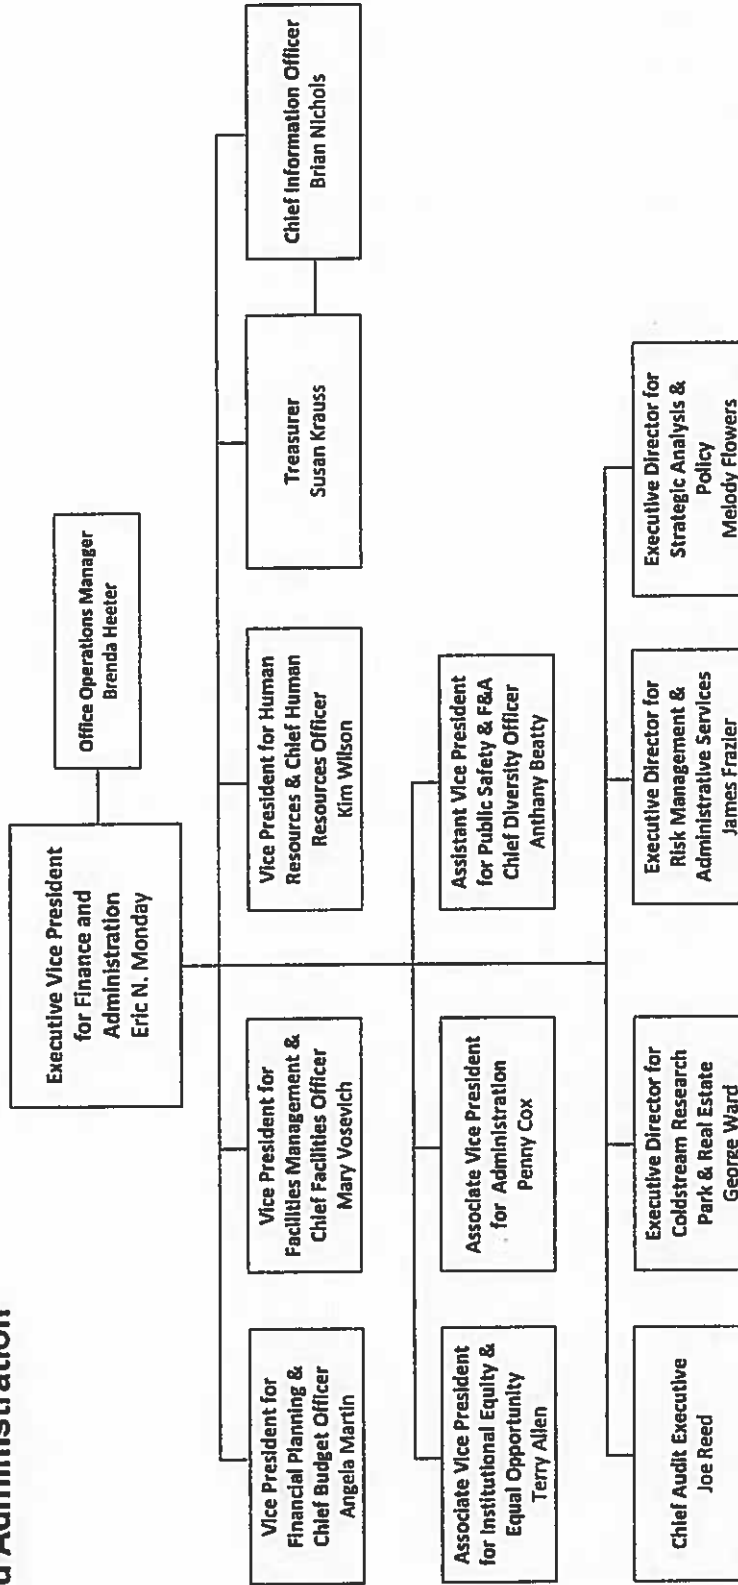 d Administration
Executive Vice President
for Finance and
Administration
Eric N. Monday
Office Operations Manager
Brenda Heeter
Vice President for
Financial Planning &
Chief Budget Officer
Angela Martin
Vice President for
Facilities Management &
Chief Facilities Officer
Mary Vosevich
Vice President for Human
Resources & Chief Human
Resources Officer
Kim Wilson
Treasurer
Susan Krauss
Chief Information Officer
Brian Nichols
Associate Vice President
for Institutional Equity &
Equal Opportunity
Terry Allen
Associate Vice President
for Administration
Penny Cox
Assistant Vice President
for Public Safety & F&A
Chief Diversity Officer
Anthany Beatty
Chief Audit Executive
Joe Reed
Executive Director for
Coldstream Research
Park & Real Estate
George Ward
Executive Director for
Risk Management &
Administrative Services
James Frazier
Executive Director for
Strategic Analysis &
Policy
Melody Flowers